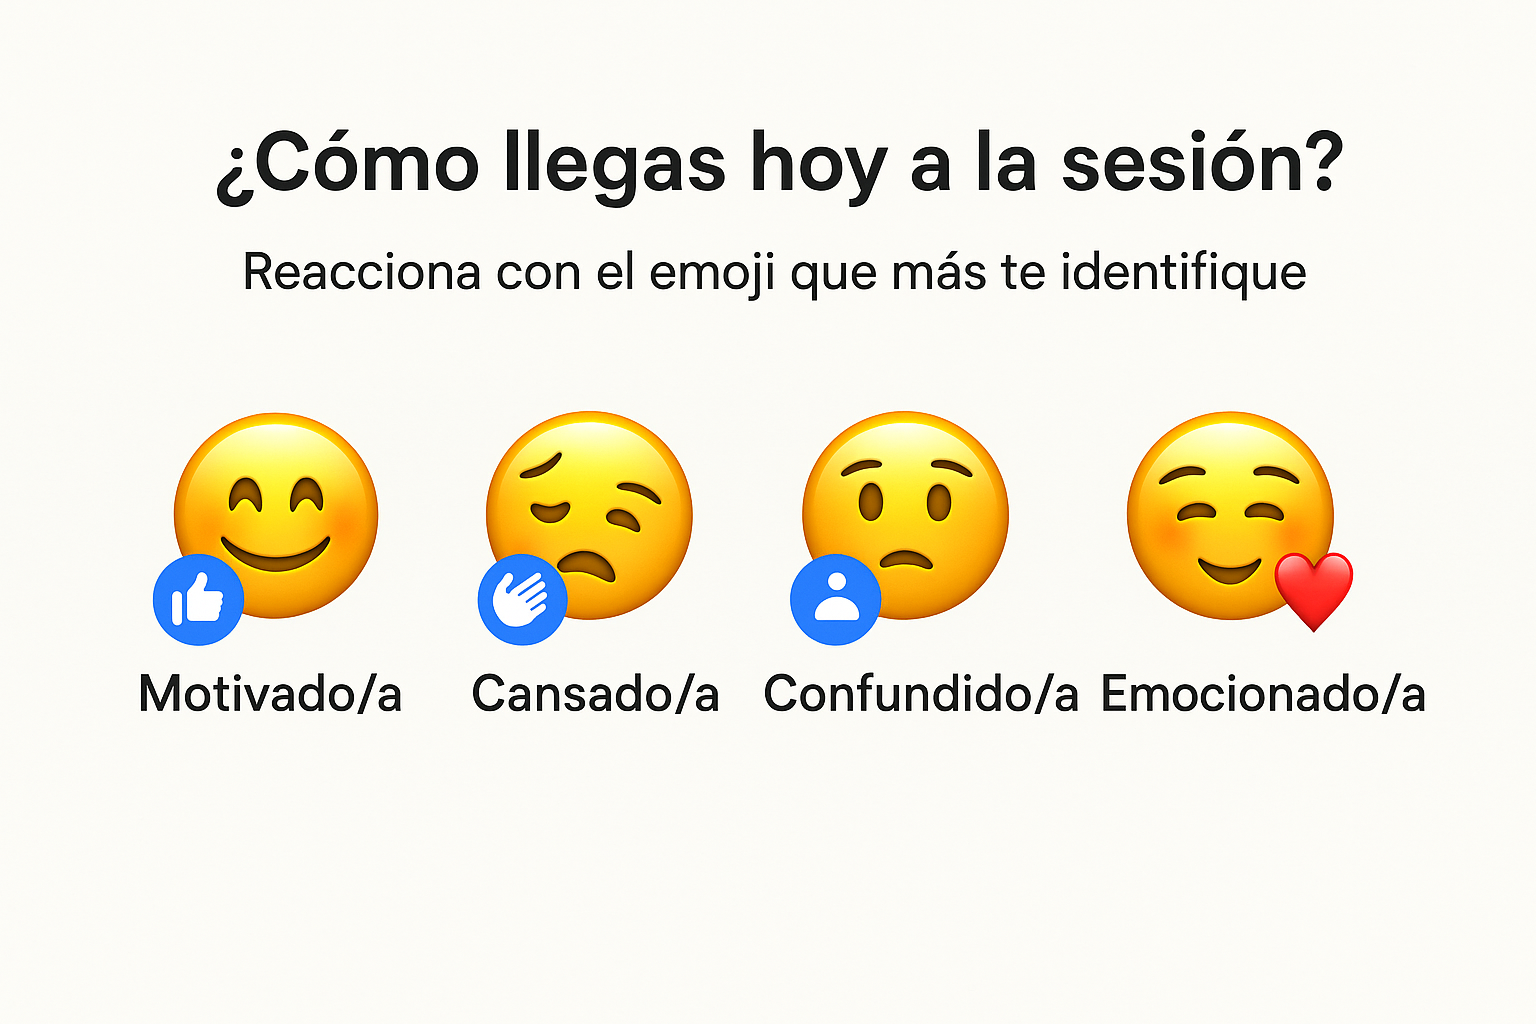 ¿Cómo llegas hoy a la sesión?
Reacciona con el emoji que más te identifique
Motivado/a Cansado/a Confundido/a Emocionado/a